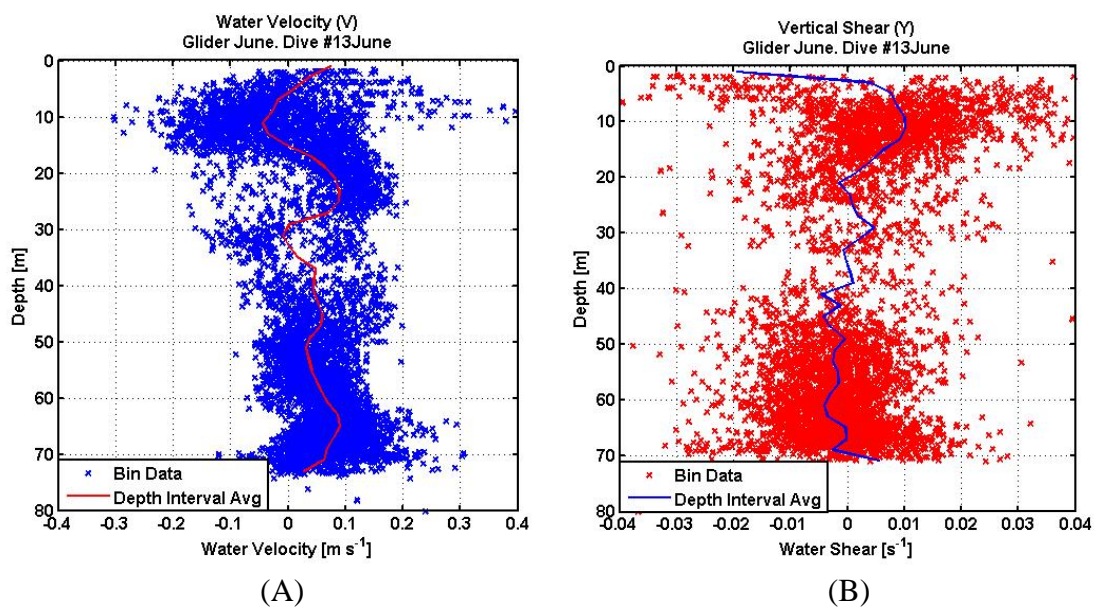 Water Velocity (V)
Glider June. Dive #13June
0
10
20
30
40
50
60
70
80
Depth [m]
Bin Data
Depth Interval Avg
-0.4 -0.3 -0.2 -0.1 0 0.1 0.2 0.3 0.4
Water Velocity [m s-1]
(A)
Vertical Shear (Y)
Glider June. Dive #13June
0
10
20
30
40
50
60
70
80
Depth [m]
Bin Data
Depth Interval Avg
-0.04 -0.03 -0.02 -0.01 0 0.01 0.02 0.03 0.04
Water Shear [s-1]
(B)